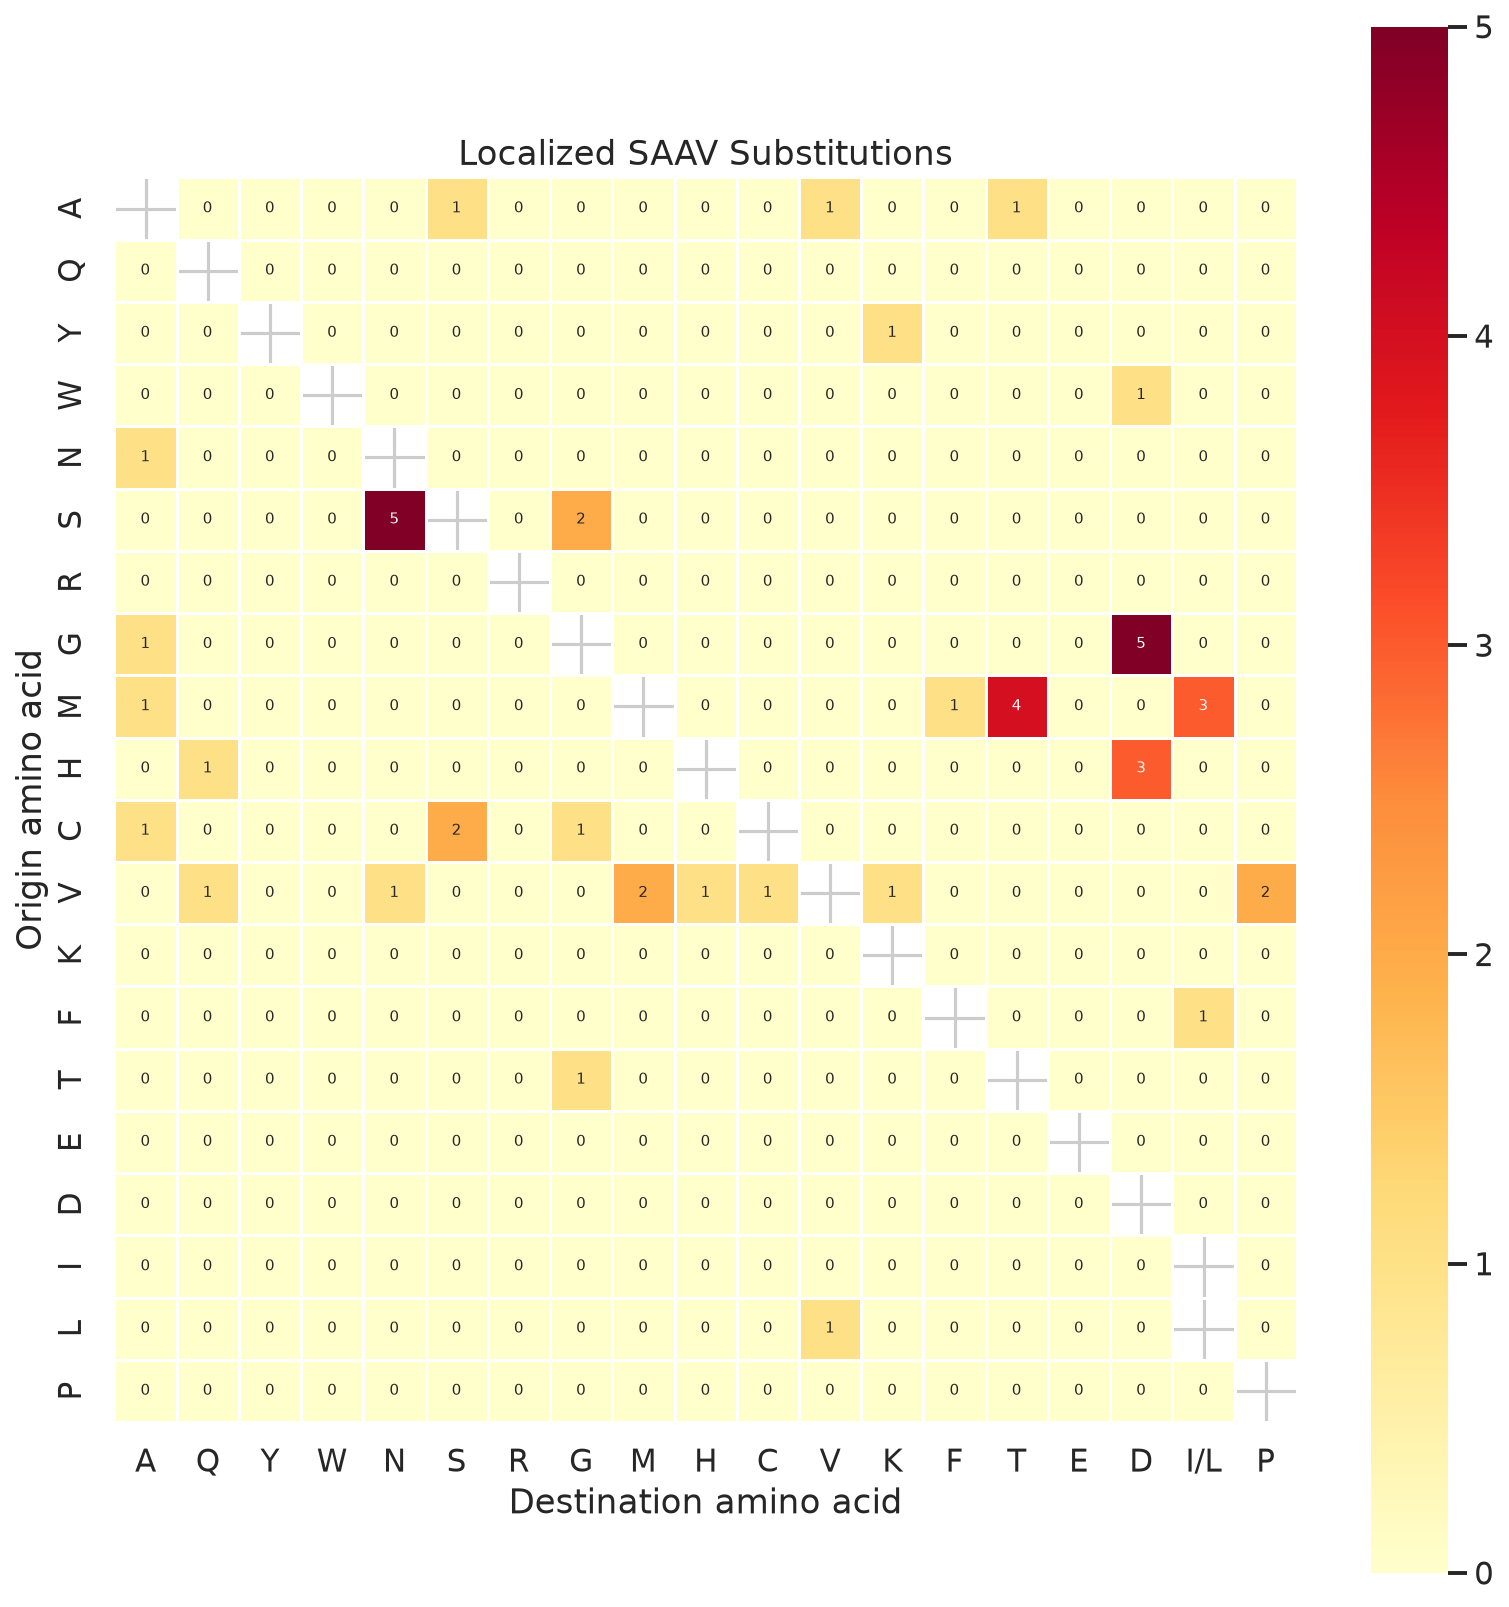 Localized SAAV Substitutions
5
4
3
2
1
0
Origin amino acid
A 0 0 0 0 1 0 0 0 0 0 1 0 0 1 0 0 0 0
Q 0 0 0 0 0 0 0 0 0 0 0 0 0 0 0 0 0 0
Y 0 0 0 0 0 0 0 0 0 0 0 1 0 0 0 0 0 0
W 0 0 0 0 0 0 0 0 0 0 0 0 0 0 0 1 0 0
N 1 0 0 0 0 0 0 0 0 0 0 0 0 0 0 0 0 0
S 0 0 0 0 5 0 2 0 0 0 0 0 0 0 0 0 0 0
R 0 0 0 0 0 0 0 0 0 0 0 0 0 0 0 0 0 0
G 1 0 0 0 0 0 0 0 0 0 0 0 0 0 0 5 0 0
M 1 0 0 0 0 0 0 0 0 0 0 0 1 4 0 0 3 0
H 0 1 0 0 0 0 0 0 0 0 0 0 0 0 0 3 0 0
C 1 0 0 0 0 2 0 1 0 0 0 0 0 0 0 0 0 0
V 0 1 0 0 1 0 0 0 2 1 1 1 0 0 0 0 0 2
K 0 0 0 0 0 0 0 0 0 0 0 0 0 0 0 0 0 0
F 0 0 0 0 0 0 0 0 0 0 0 0 0 0 0 0 1 0
T 0 0 0 0 0 0 0 1 0 0 0 0 0 0 0 0 0 0
E 0 0 0 0 0 0 0 0 0 0 0 0 0 0 0 0 0 0
D 0 0 0 0 0 0 0 0 0 0 0 0 0 0 0 0 0 0
I 0 0 0 0 0 0 0 0 0 0 0 0 0 0 0 0 0 0
L 0 0 0 0 0 0 0 0 0 0 0 1 0 0 0 0 0 0
P 0 0 0 0 0 0 0 0 0 0 0 0 0 0 0 0 0 0
A Q Y W N S R G M H C V K F T E D I/L P
Destination amino acid